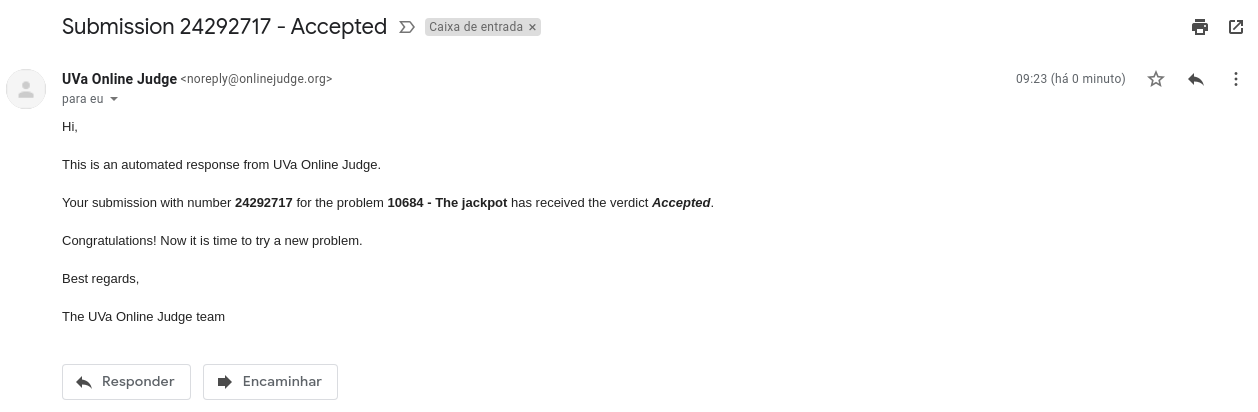 Submission 24292717 - Accepted Caixa de entrada ×
UVa Online Judge <noreply@onlinejudge.org> 09:23 (há 0 minuto)
para eu
Hi,
This is an automated response from UVa Online Judge.
Your submission with number 24292717 for the problem 10684 - The jackpot has received the verdict Accepted.
Congratulations! Now it is time to try a new problem.
Best regards,
The UVa Online Judge team
Responder Encaminhar